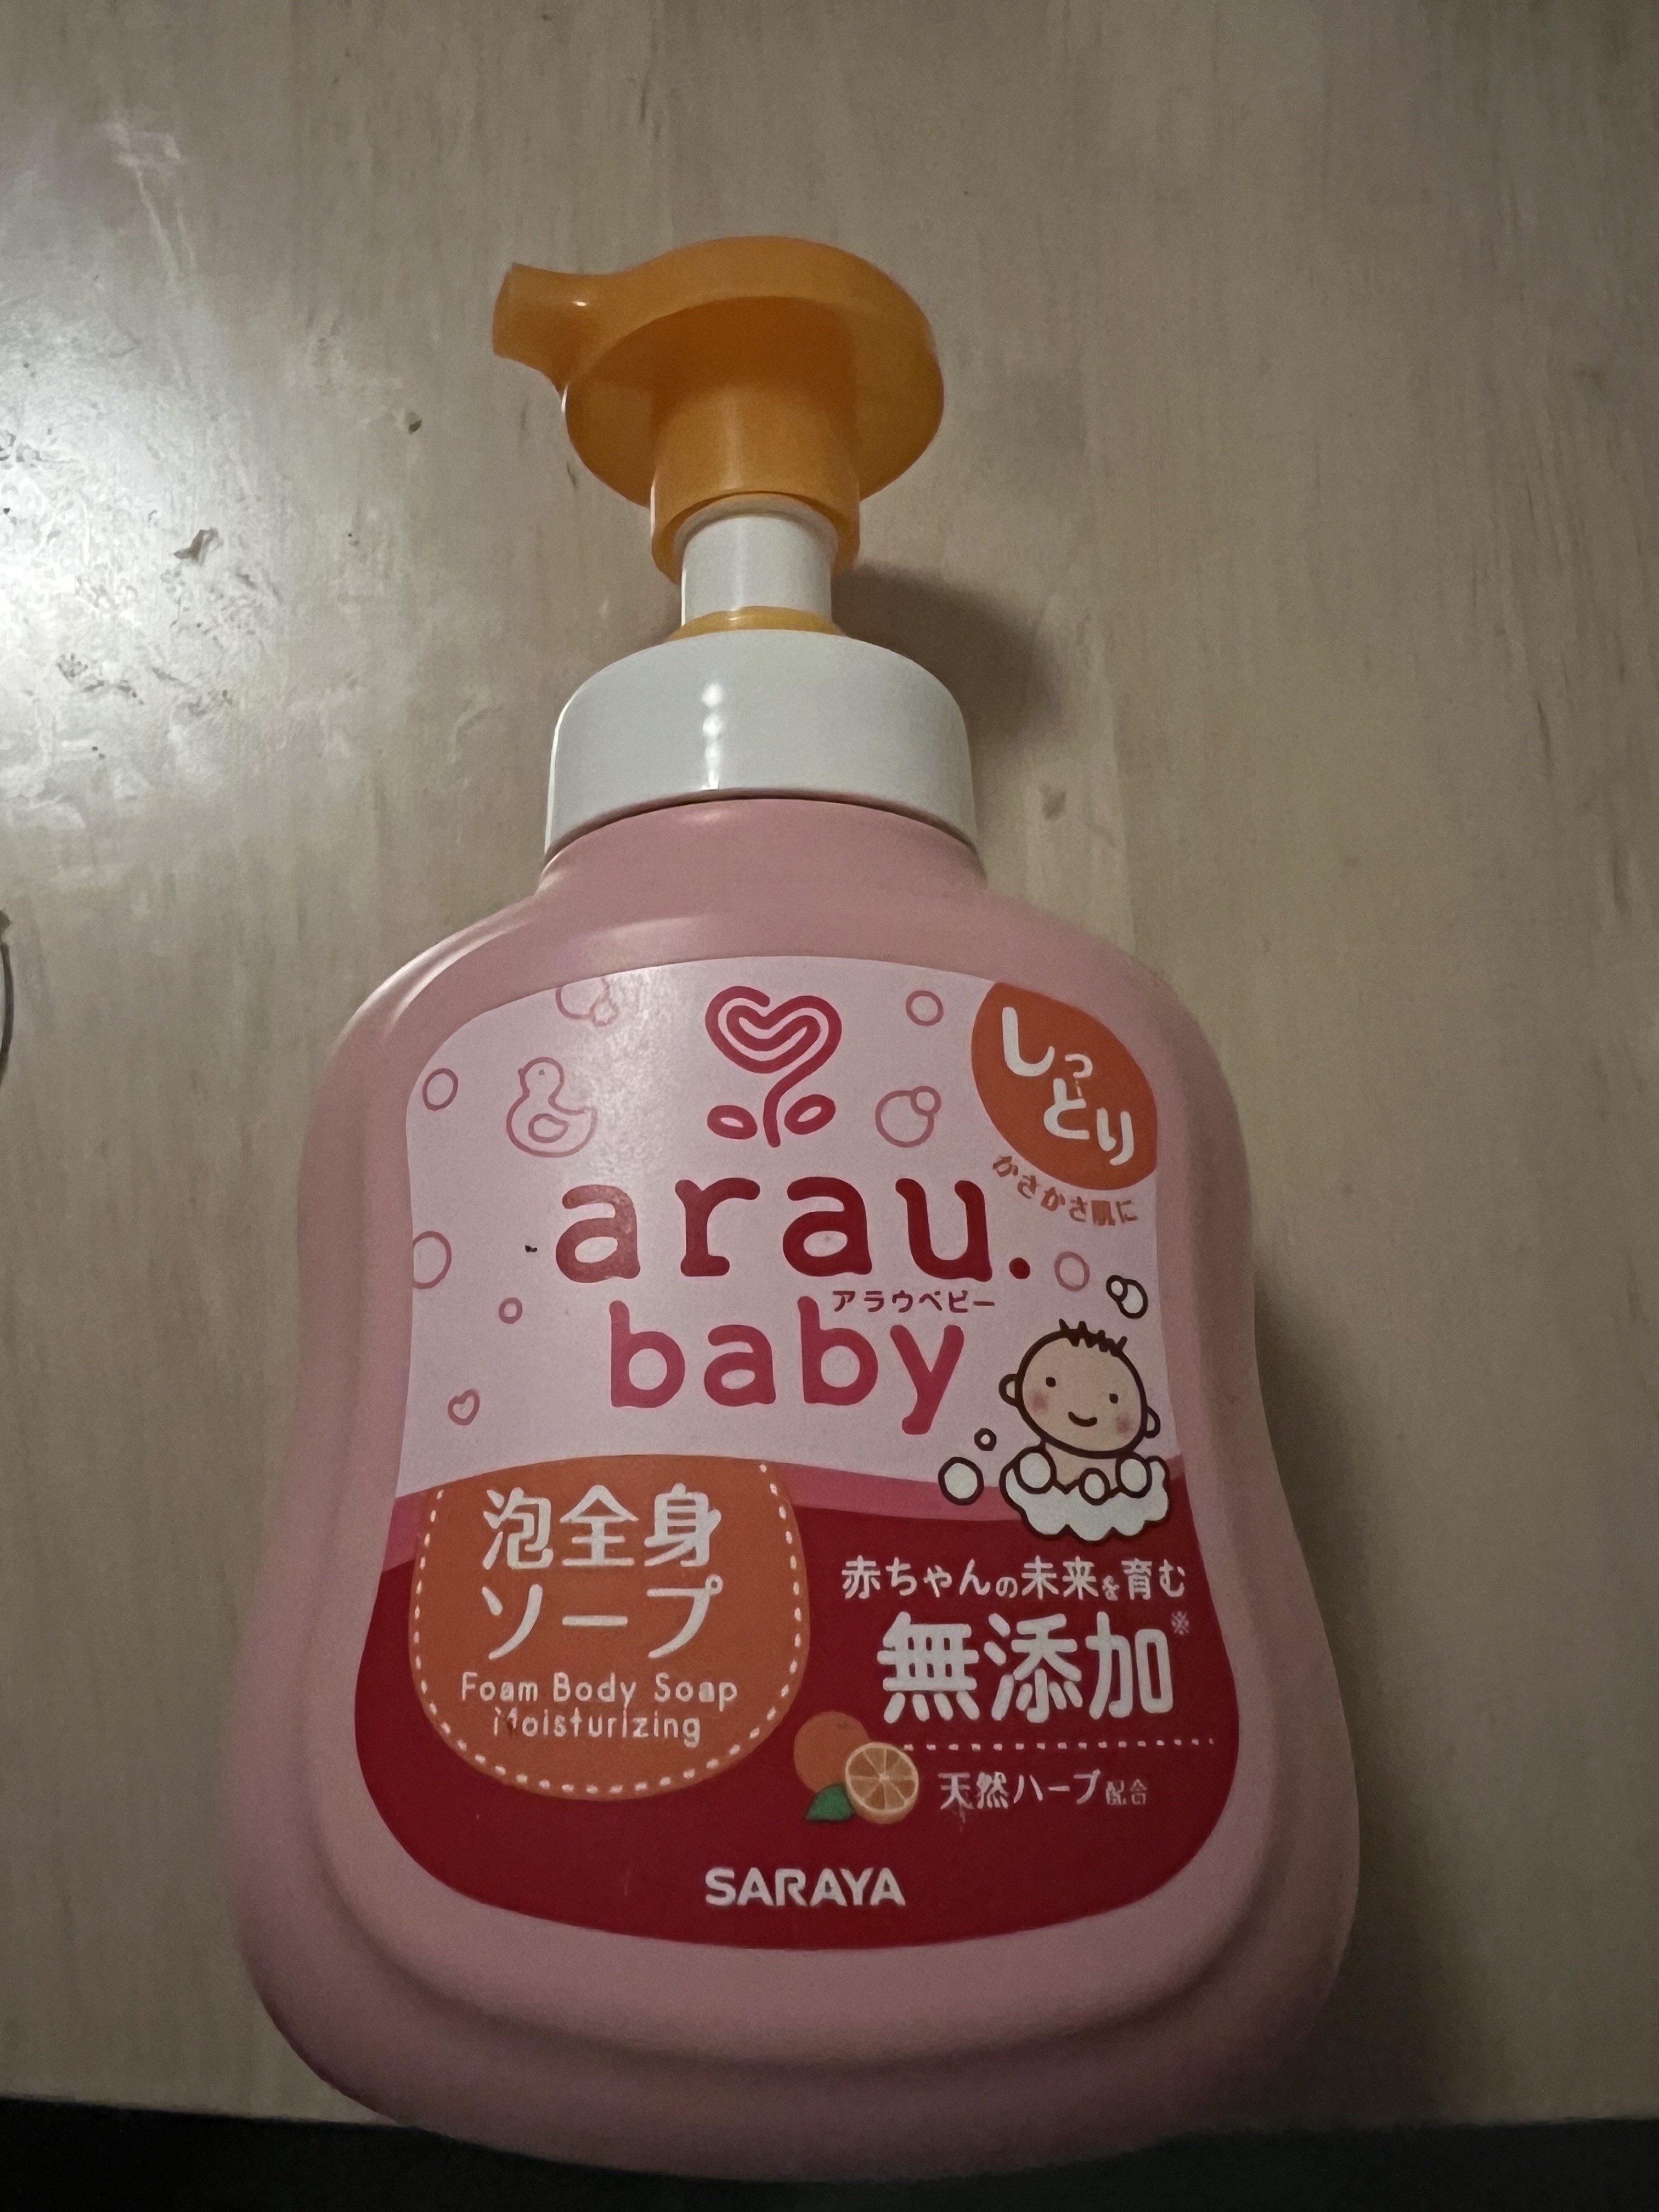 しっとり
かさかさ肌に
arau.
アラウベビー
baby
泡全身
ソープ
Foam Body Soap
Moisturizing
赤ちゃんの未来を育む
無添加※
天然ハーブ配合
SARAYA